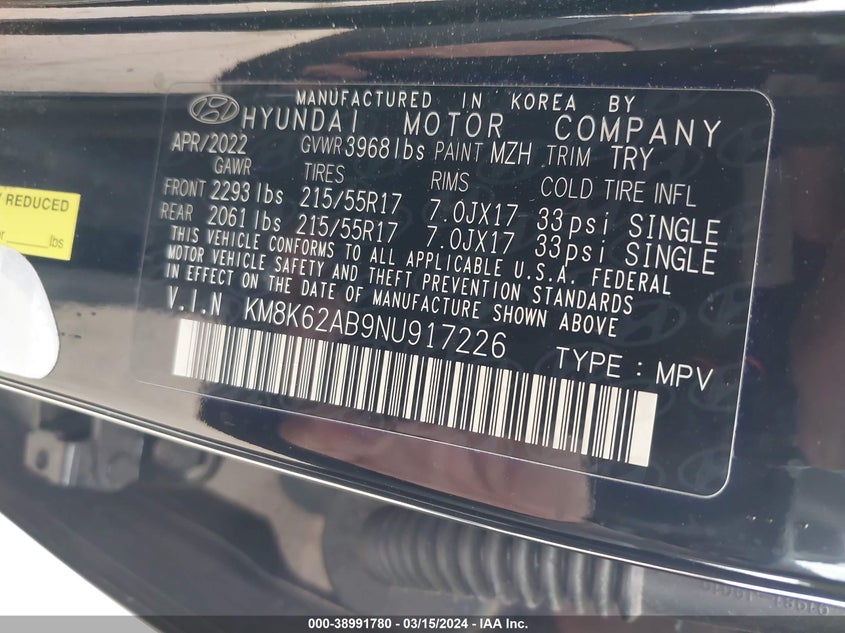 MANUFACTURED IN KOREA BY
HYUNDAI MOTOR COMPANY
APR/2022 GVWR 3968 lbs PAINT MZH TRIM TRY
GAWR TIRES RIMS COLD TIRE INFL
FRONT 2293 lbs 215/55R17 7.0JX17 33psi SINGLE
REAR 2061 lbs 215/55R17 7.0JX17 33psi SINGLE
THIS VEHICLE CONFORMS TO ALL APPLICABLE U.S.A. FEDERAL
MOTOR VEHICLE SAFETY AND THEFT PREVENTION STANDARDS
IN EFFECT ON THE DATE OF MANUFACTURE SHOWN ABOVE
V.I.N KM8K62AB9NU917226 TYPE : MPV
REDUCED
lbs
000-38991780 - 03/15/2024 - IAA Inc.